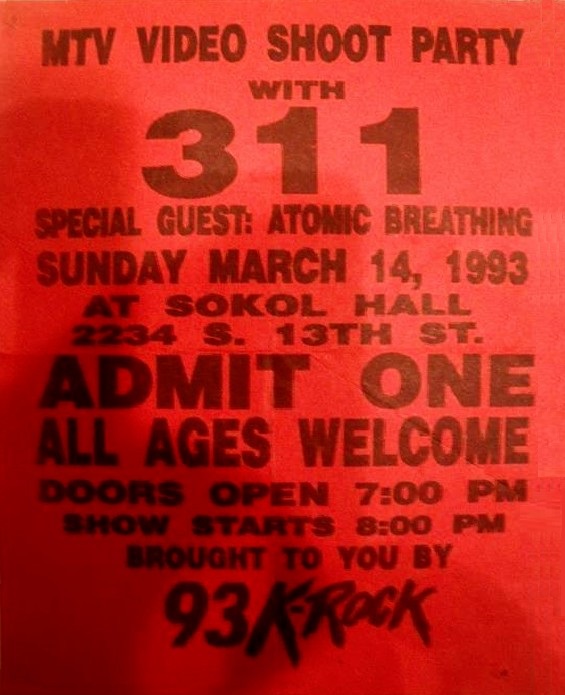 MTV VIDEO SHOOT PARTY
WITH
311
SPECIAL GUEST: ATOMIC BREATHING
SUNDAY MARCH 14, 1993
AT SOKOL HALL
2234 S. 13TH ST.
ADMIT ONE
ALL AGES WELCOME
DOORS OPEN 7:00 PM
SHOW STARTS 8:00 PM
BROUGHT TO YOU BY
93 K-ROCK